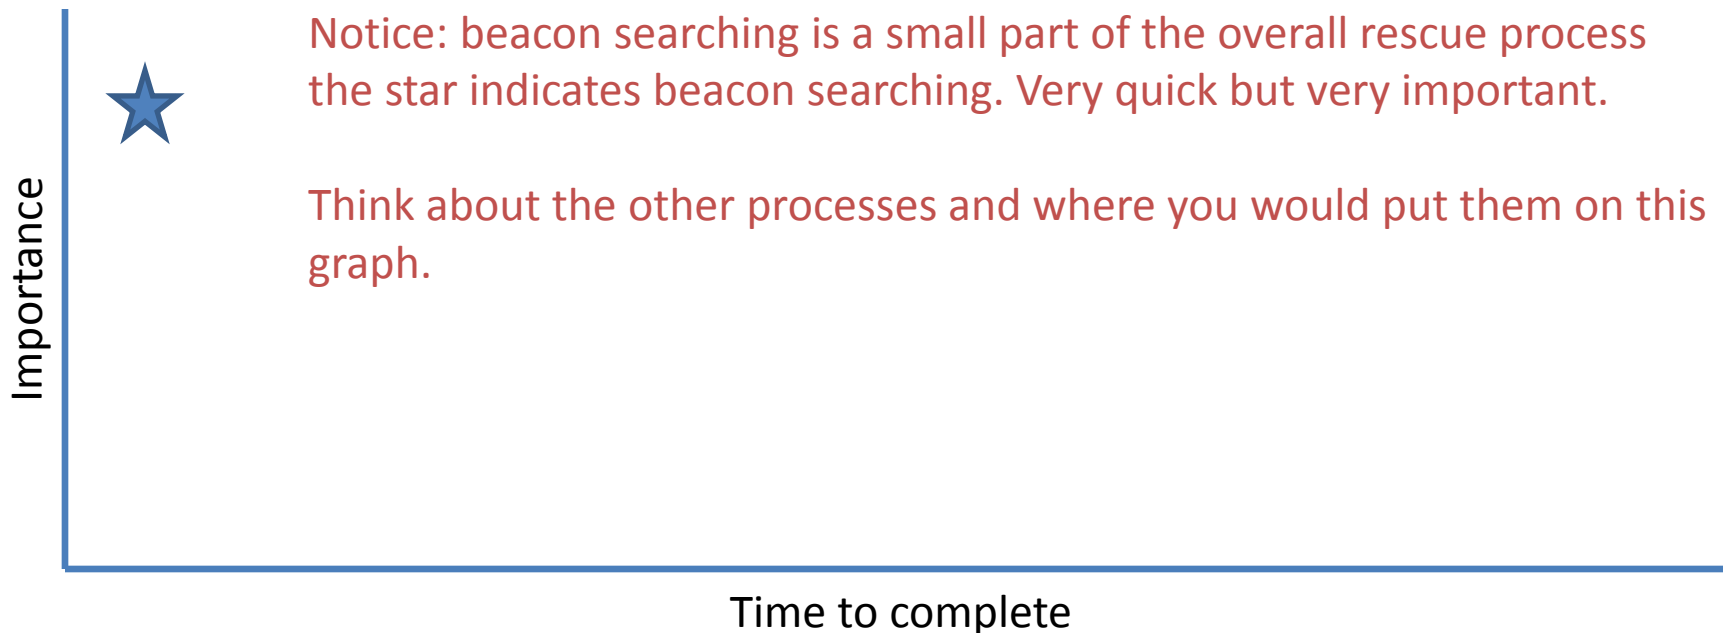 Notice: beacon searching is a small part of the overall rescue process
the star indicates beacon searching. Very quick but very important.
Think about the other processes and where you would put them on this
graph.
Importance
Time to complete